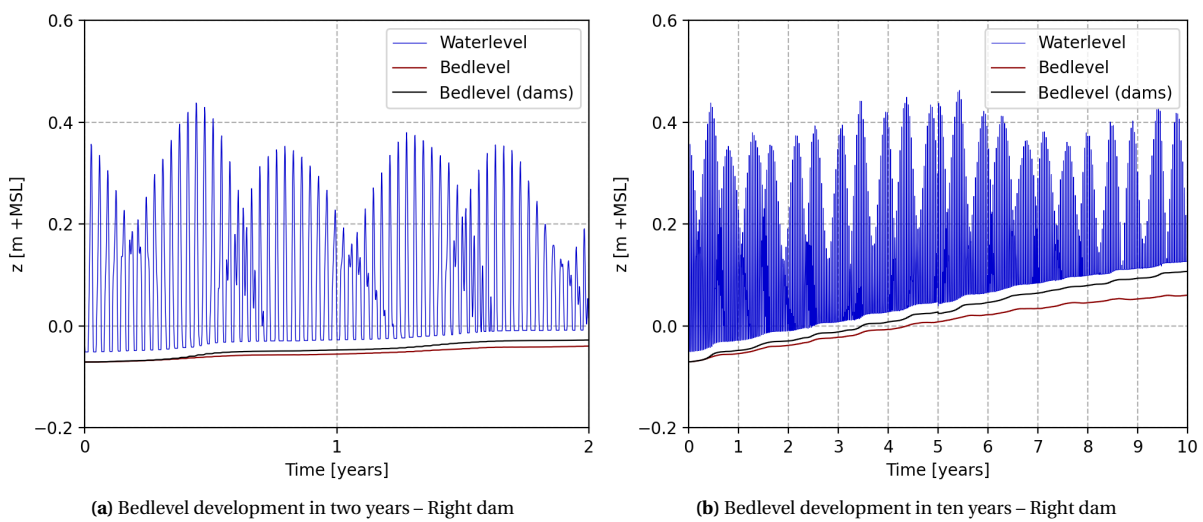 0.6
0.4
0.2
0.0
−0.2
z [m +MSL]
Waterlevel
Bedlevel
Bedlevel (dams)
0 1 2
Time [years]
(a) Bedlevel development in two years – Right dam
0.6
0.4
0.2
0.0
−0.2
z [m +MSL]
Waterlevel
Bedlevel
Bedlevel (dams)
0 1 2 3 4 5 6 7 8 9 10
Time [years]
(b) Bedlevel development in ten years – Right dam